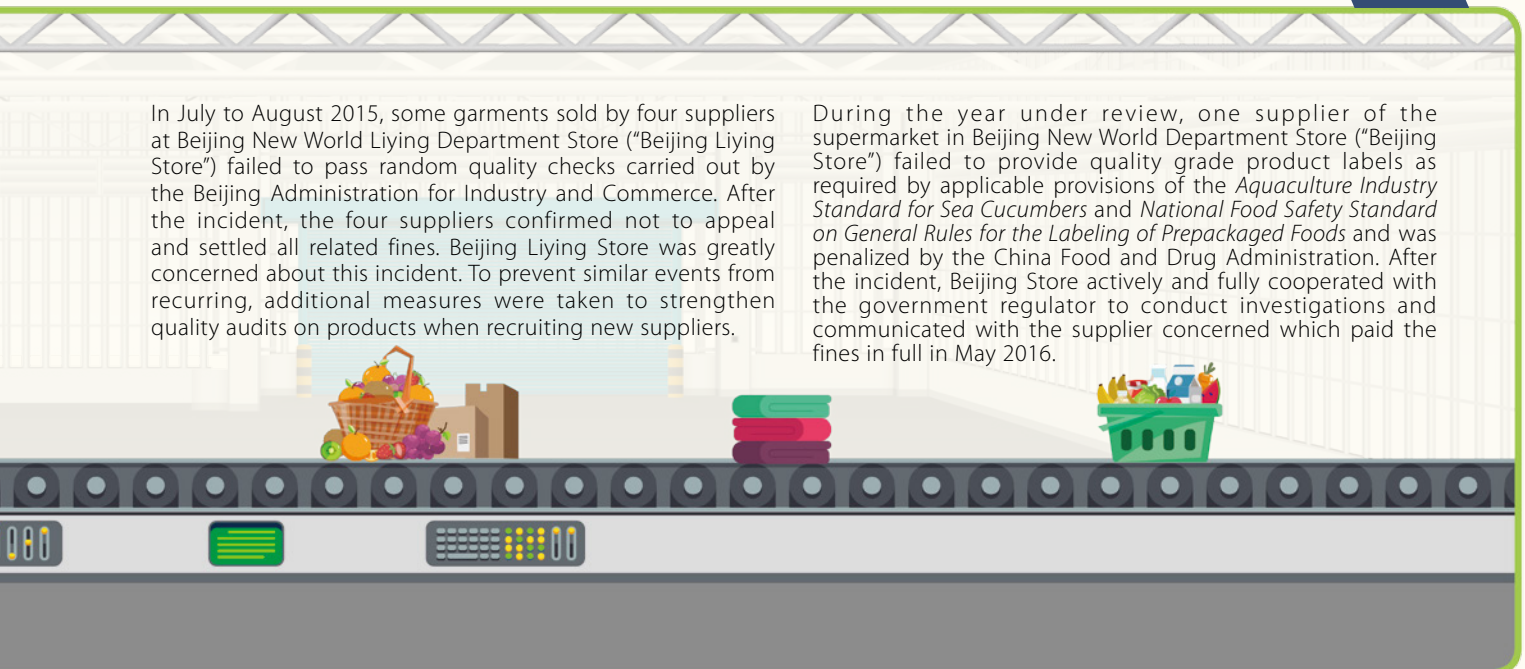 In July to August 2015, some garments sold by four suppliers
at Beijing New World Liying Department Store (“Beijing Liying
Store”) failed to pass random quality checks carried out by
the Beijing Administration for Industry and Commerce. After
the incident, the four suppliers confirmed not to appeal
and settled all related fines. Beijing Liying Store was greatly
concerned about this incident. To prevent similar events from
recurring, additional measures were taken to strengthen
quality audits on products when recruiting new suppliers.
During the year under review, one supplier of the
supermarket in Beijing New World Department Store (“Beijing
Store”) failed to provide quality grade product labels as
required by applicable provisions of the Aquaculture Industry
Standard for Sea Cucumbers and National Food Safety Standard
on General Rules for the Labeling of Prepackaged Foods and was
penalized by the China Food and Drug Administration. After
the incident, Beijing Store actively and fully cooperated with
the government regulator to conduct investigations and
communicated with the supplier concerned which paid the
fines in full in May 2016.